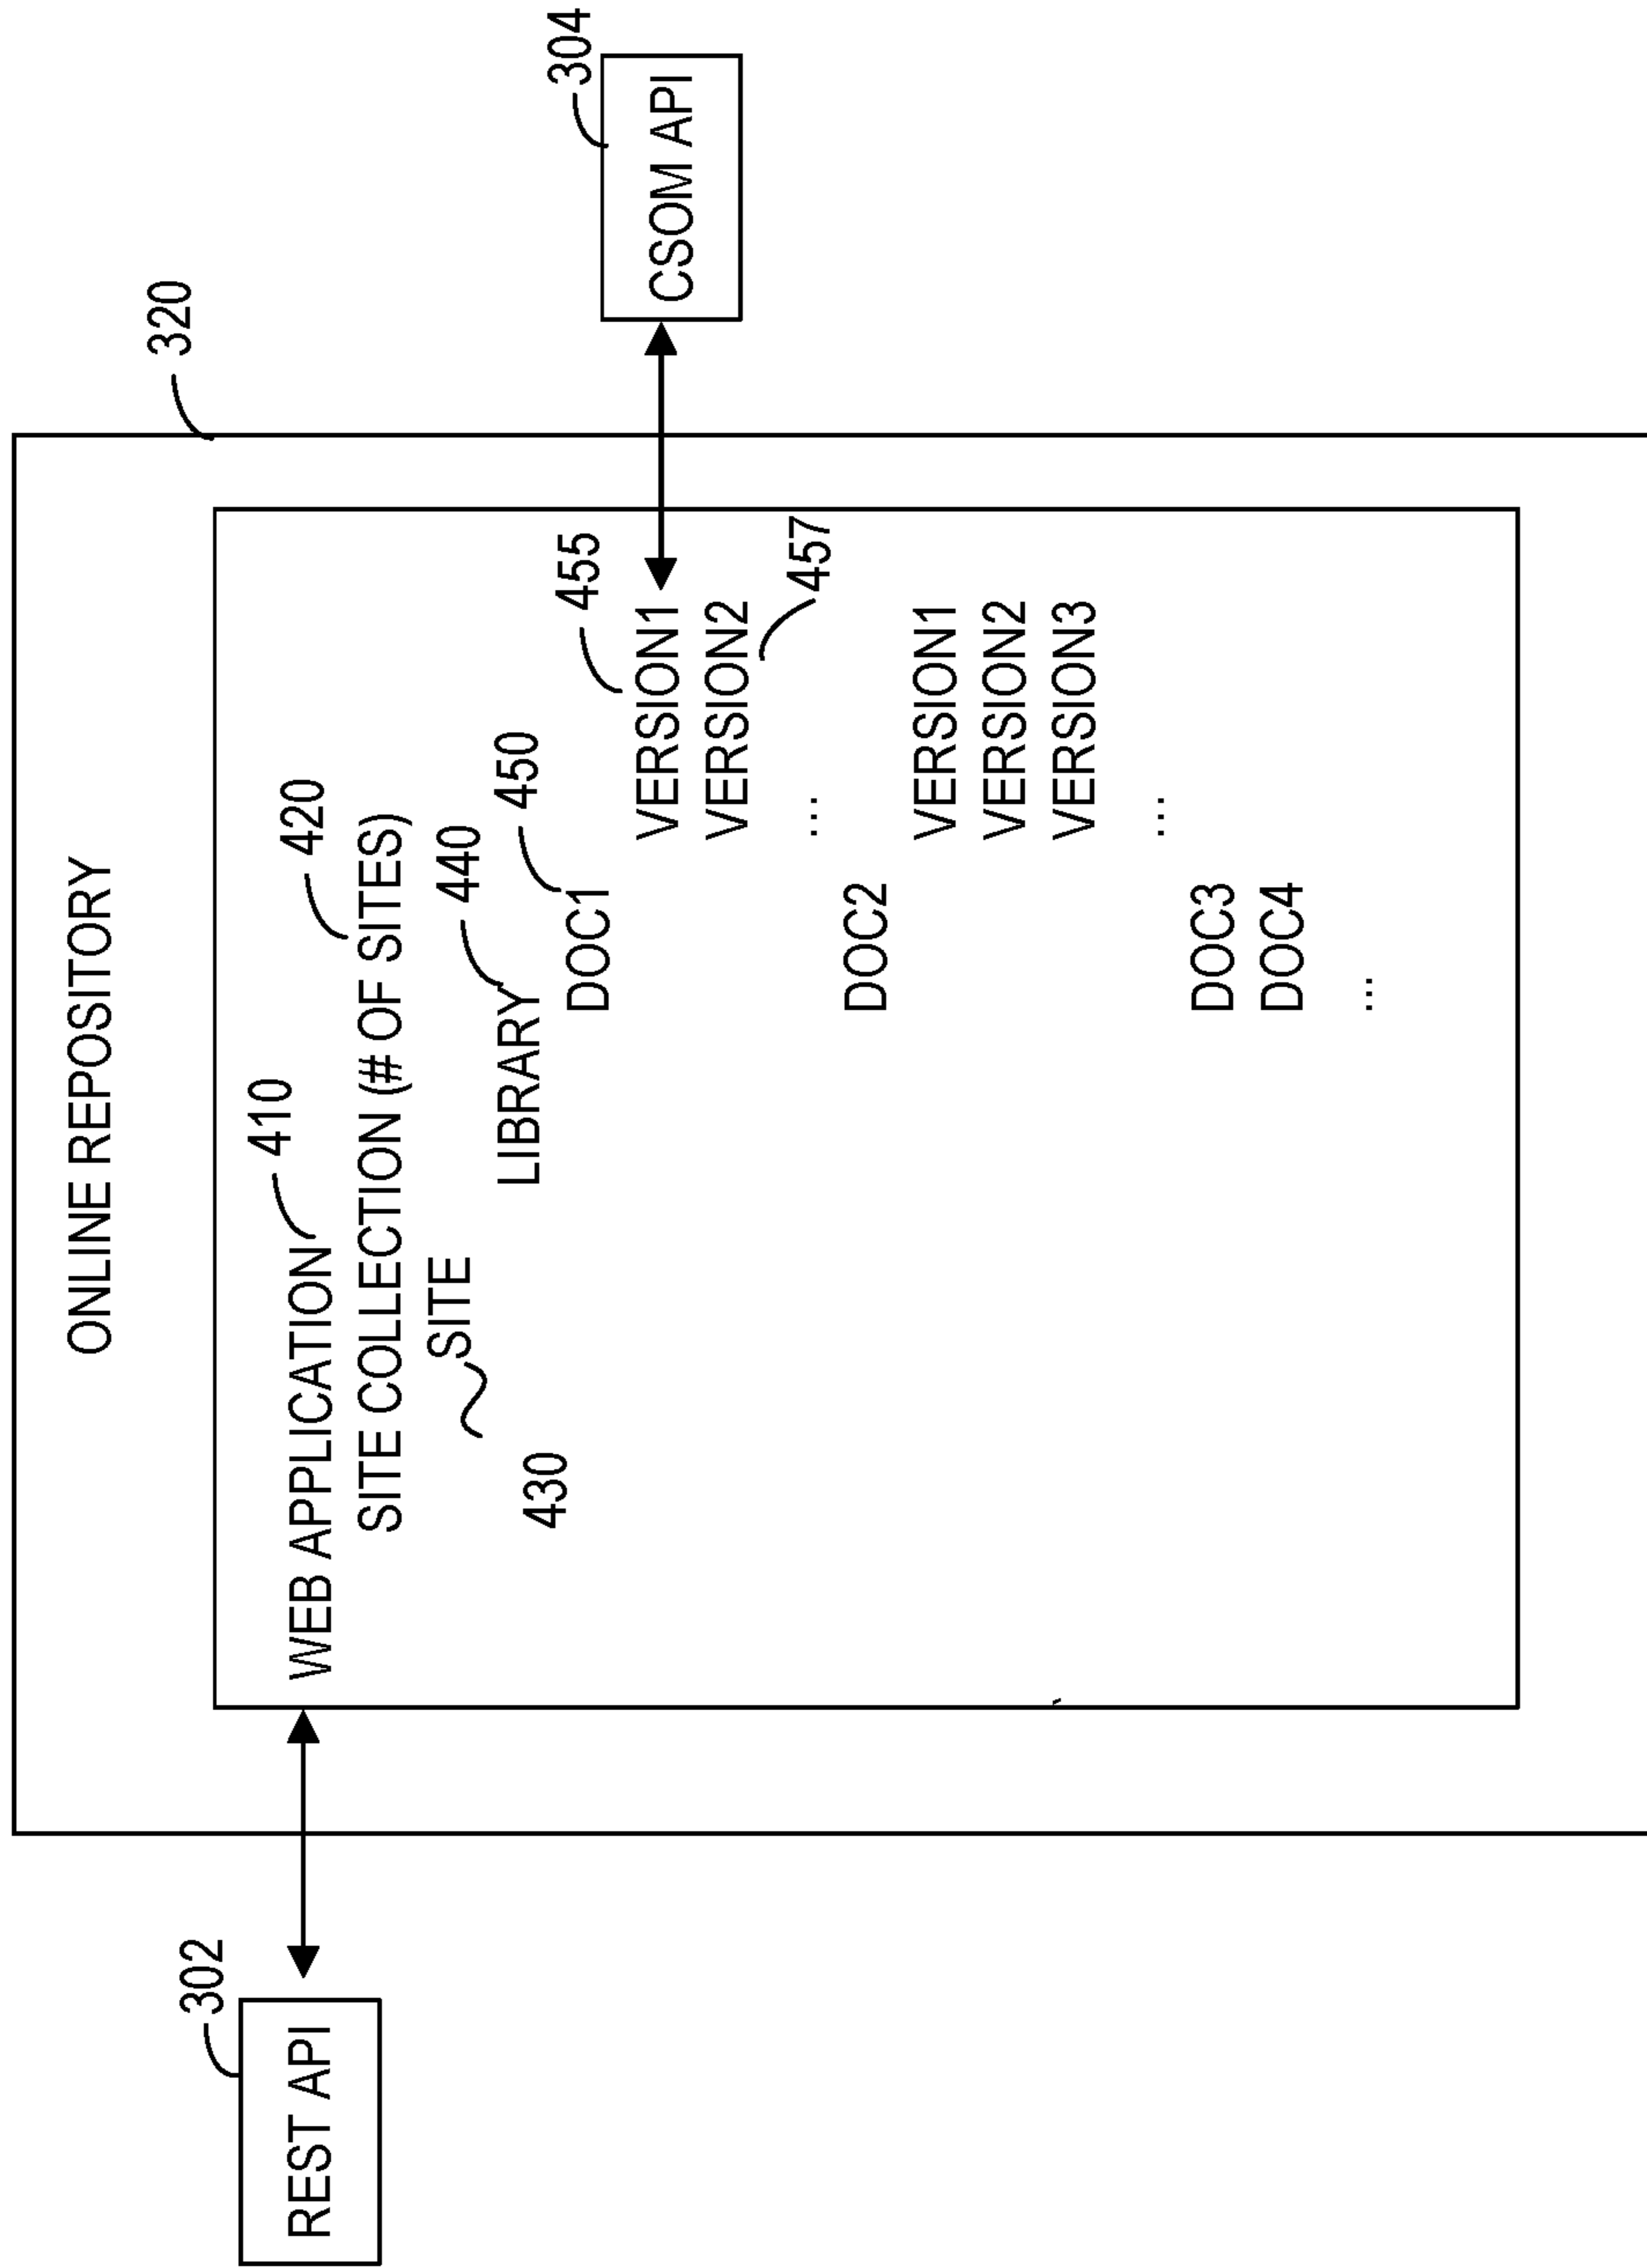 ONLINE REPOSITORY
320
302
REST API
WEB APPLICATION
410
SITE COLLECTION (# OF SITES)
420
SITE
430
LIBRARY
440
DOC1
450
VERSION1
455
VERSION2
457
...
DOC2
VERSION1
VERSION2
VERSION3
...
DOC3
DOC4
...
304
CSOM API